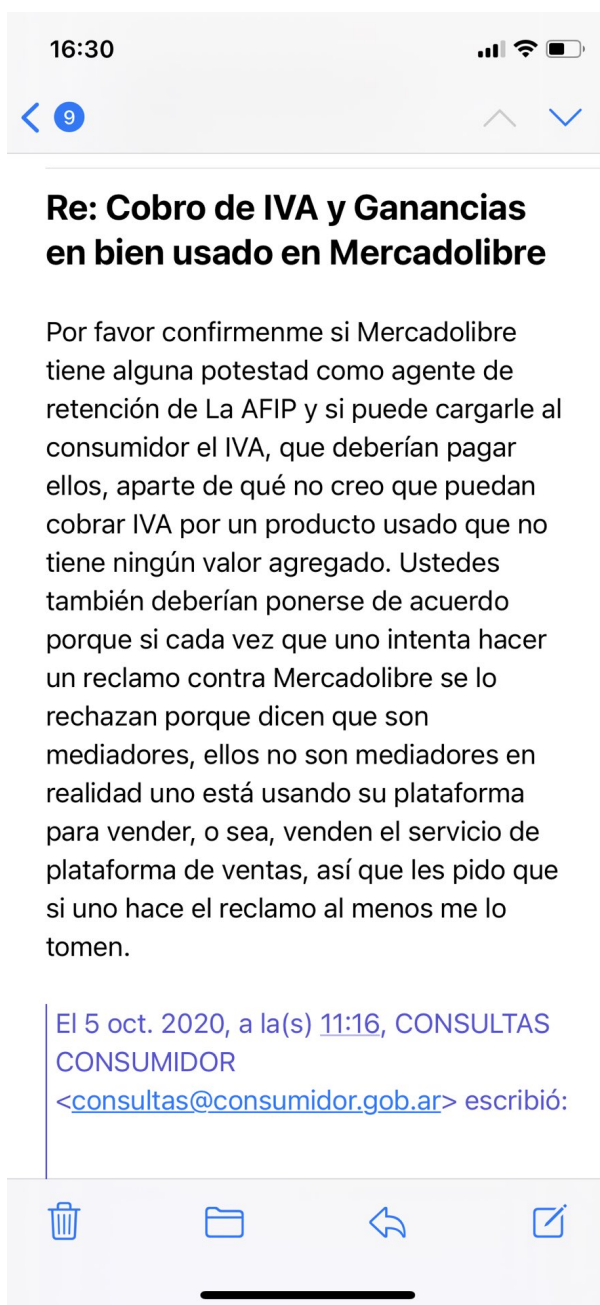 16:30
9
Re: Cobro de IVA y Ganancias
en bien usado en Mercadolibre
Por favor confirmenme si Mercadolibre
tiene alguna potestad como agente de
retención de La AFIP y si puede cargarle al
consumidor el IVA, que deberían pagar
ellos, aparte de qué no creo que puedan
cobrar IVA por un producto usado que no
tiene ningún valor agregado. Ustedes
también deberían ponerse de acuerdo
porque si cada vez que uno intenta hacer
un reclamo contra Mercadolibre se lo
rechazan porque dicen que son
mediadores, ellos no son mediadores en
realidad uno está usando su plataforma
para vender, o sea, venden el servicio de
plataforma de ventas, así que les pido que
si uno hace el reclamo al menos me lo
tomen.
El 5 oct. 2020, a la(s) 11:16, CONSULTAS
CONSUMIDOR
<consultas@consumidor.gob.ar> escribió: